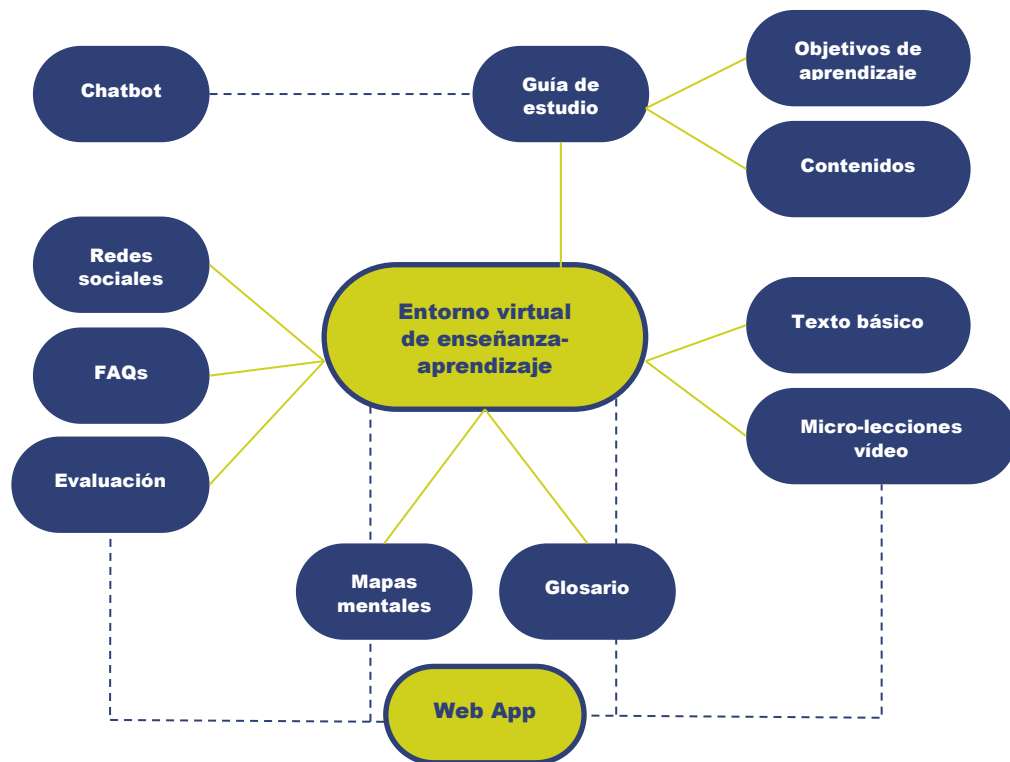 Chatbot
Guía de
estudio
Objetivos de
aprendizaje
Contenidos
Redes
sociales
FAQs
Evaluación
Entorno virtual
de enseñanza-
aprendizaje
Texto básico
Micro-lecciones
vídeo
Mapas
mentales
Glosario
Web App